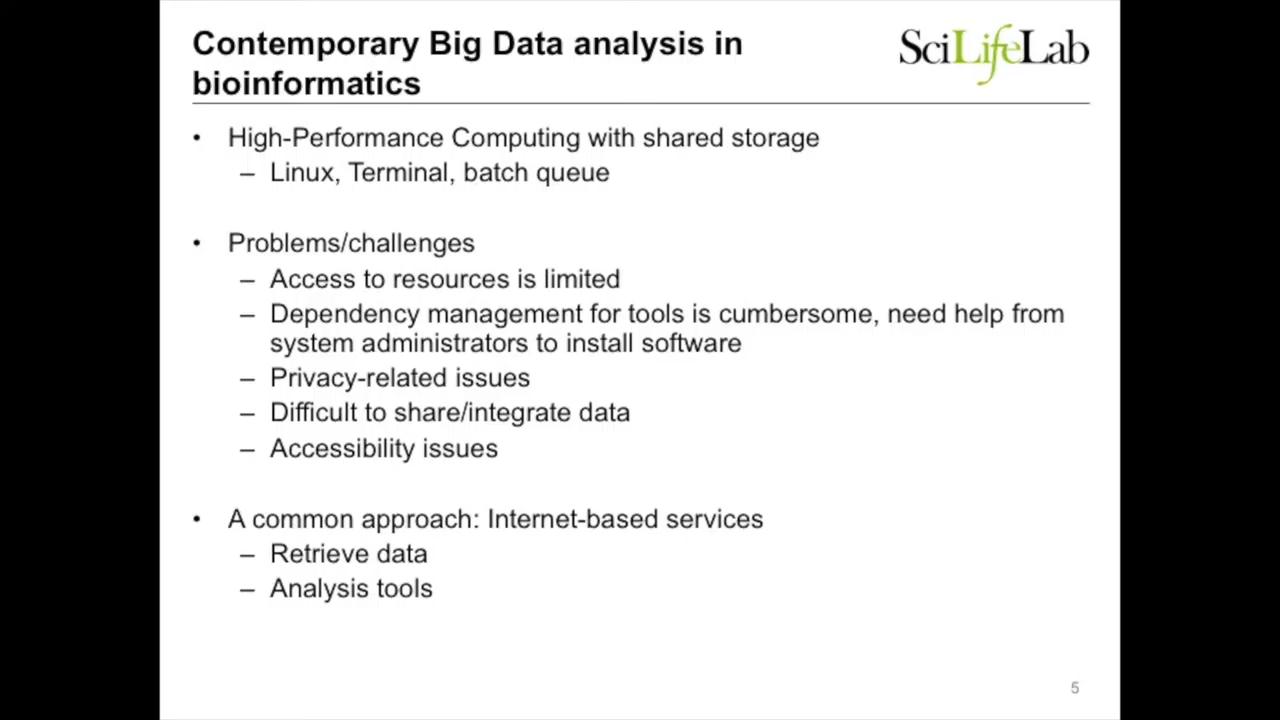 Contemporary Big Data analysis in
bioinformatics
SciLifeLab
• High-Performance Computing with shared storage
– Linux, Terminal, batch queue
• Problems/challenges
– Access to resources is limited
– Dependency management for tools is cumbersome, need help from
system administrators to install software
– Privacy-related issues
– Difficult to share/integrate data
– Accessibility issues
• A common approach: Internet-based services
– Retrieve data
– Analysis tools
5